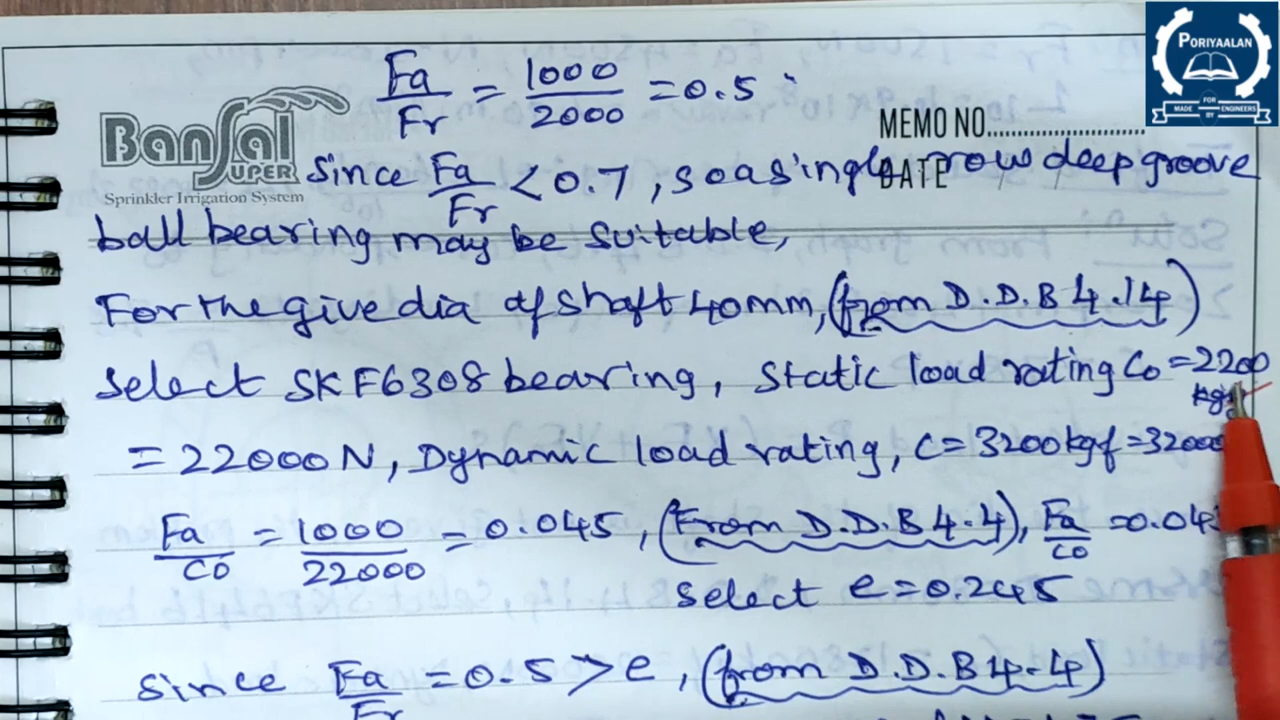 PORIYAALAN
MADE FOR BY ENGINEERS
Fa/Fr = 1000/2000 = 0.5
MEMO NO..........................
Bansal SUPER
Sprinkler Irrigation System
DATE / /
Since Fa/Fr < 0.7, so a single row deep groove
ball bearing may be suitable,
For the give dia of shaft 40mm, (from D.D.B 4.14)
Select SKF6308 bearing, Static load rating Co = 2200
kgf
= 22000N, Dynamic load rating, C = 3200kgf = 32000
Fa/Co = 1000/22000 = 0.045, (From D.D.B 4.4), Fa/Co = 0.04
select e = 0.245
Since Fa/Fr = 0.5 > e, (from D.D.B 4.4)